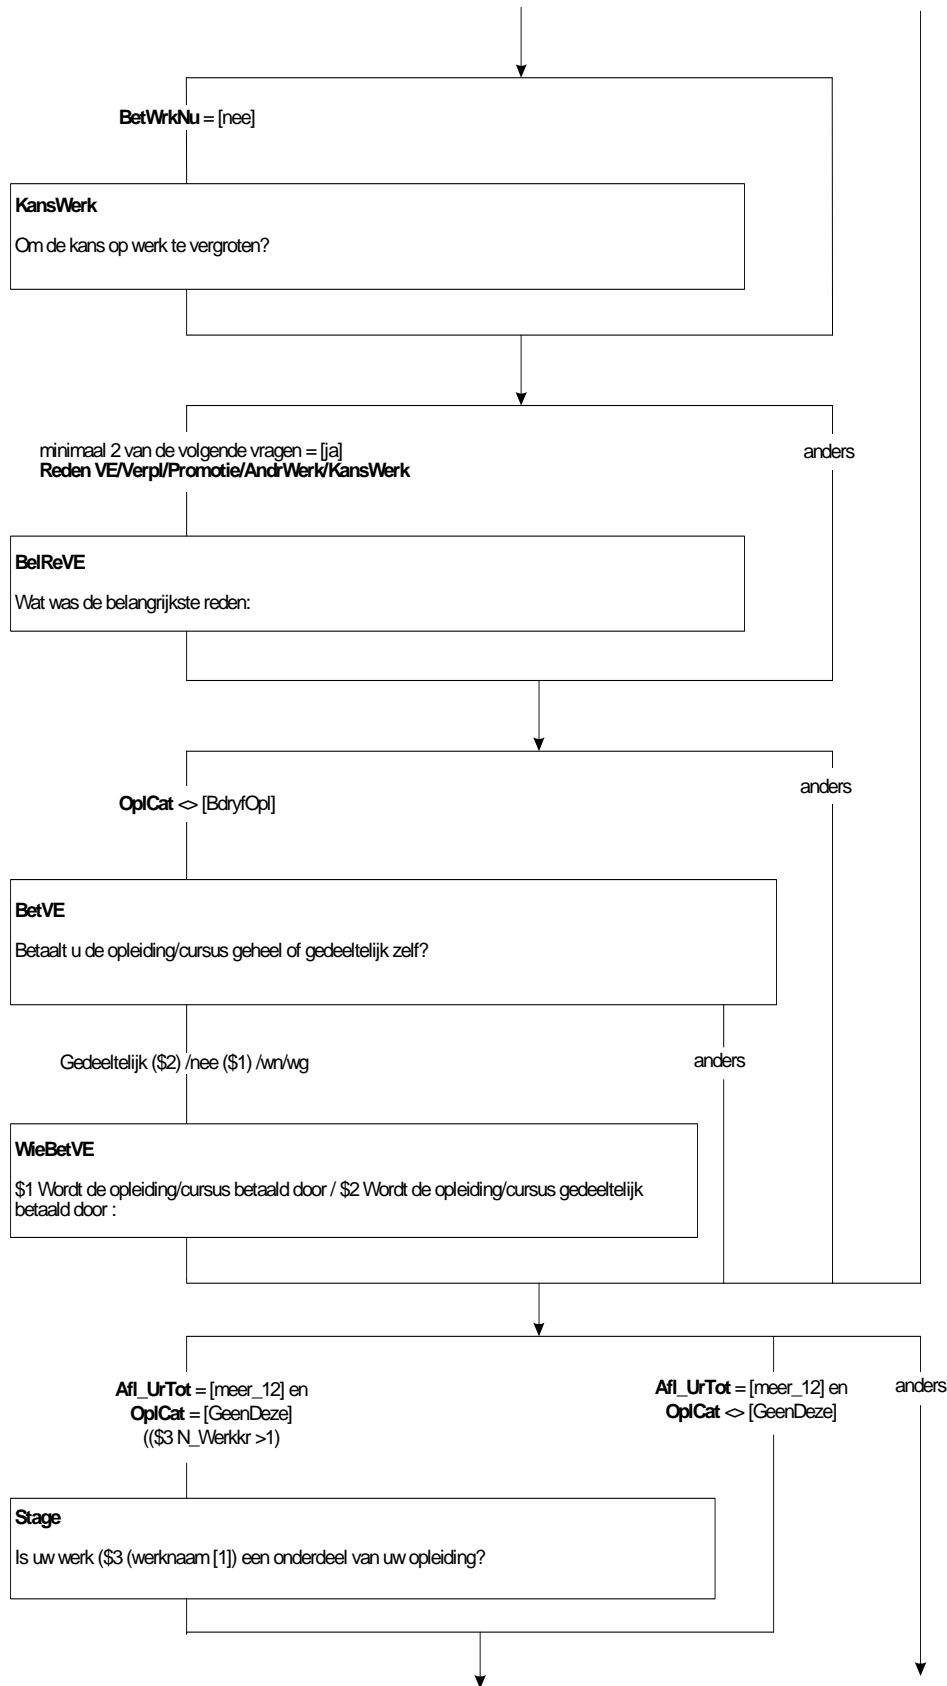 BetWrkNu = [nee]
KansWerk
Om de kans op werk te vergroten?
minimaal 2 van de volgende vragen = [ja]
Reden VE/Verpl/Promotie/AndrWerk/KansWerk
anders
BelReVE
Wat was de belangrijkste reden:
OplCat <> [BdryfOpl]
anders
BetVE
Betaalt u de opleiding/cursus geheel of gedeeltelijk zelf?
Gedeeltelijk ($2) /nee ($1) /wn/wg
anders
WieBetVE
$1 Wordt de opleiding/cursus betaald door / $2 Wordt de opleiding/cursus gedeeltelijk
betaald door :
Afl_UrTot = [meer_12] en
OplCat = [GeenDeze]
(($3 N_Werkkr >1)
Afl_UrTot = [meer_12] en
OplCat <> [GeenDeze]
anders
Stage
Is uw werk ($3 (werknaam [1]) een onderdeel van uw opleiding?